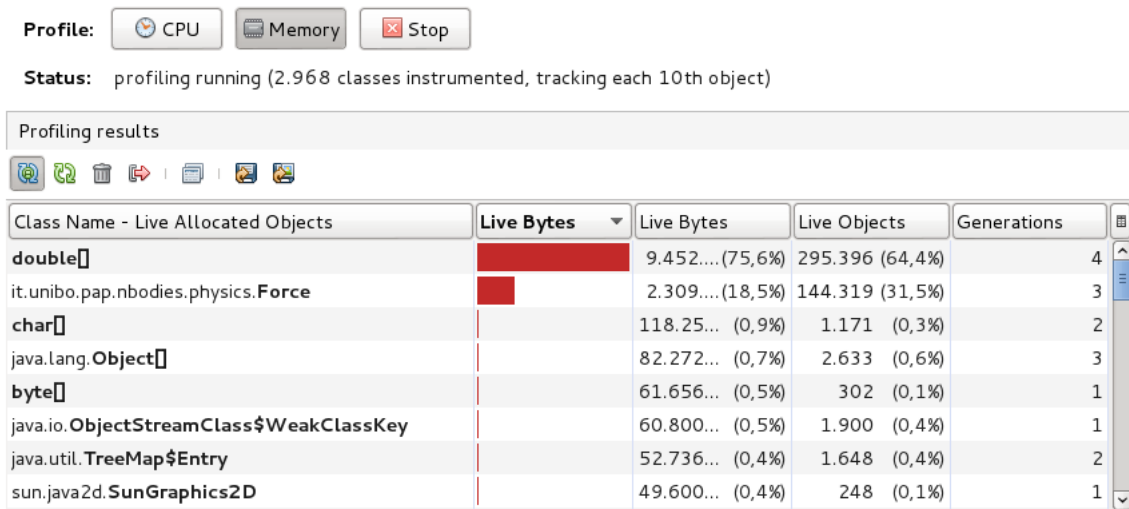 Profile: CPU Memory Stop
Status: profiling running (2.968 classes instrumented, tracking each 10th object)
Profiling results
Class Name - Live Allocated Objects Live Bytes Live Bytes Live Objects Generations
double[] 9.452....(75,6%) 295.396 (64,4%) 4
it.unibo.pap.nbodies.physics.Force 2.309....(18,5%) 144.319 (31,5%) 3
char[] 118.25... (0,9%) 1.171 (0,3%) 2
java.lang.Object[] 82.272... (0,7%) 2.633 (0,6%) 3
byte[] 61.656... (0,5%) 302 (0,1%) 1
java.io.ObjectStreamClass$WeakClassKey 60.800... (0,5%) 1.900 (0,4%) 1
java.util.TreeMap$Entry 52.736... (0,4%) 1.648 (0,4%) 2
sun.java2d.SunGraphics2D 49.600... (0,4%) 248 (0,1%) 1